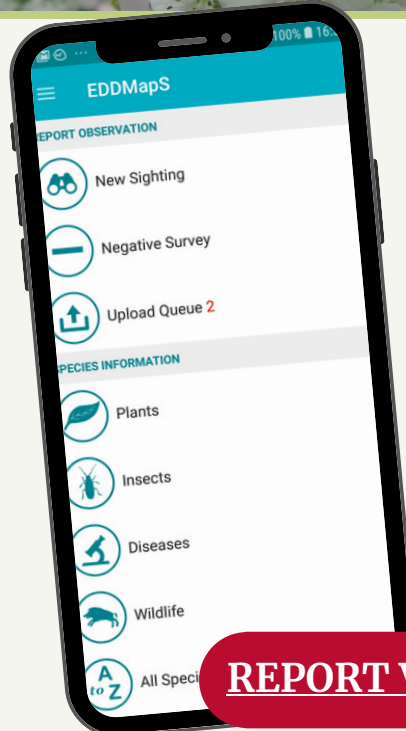 100%
EDDMapS
REPORT OBSERVATION
New Sighting
Negative Survey
Upload Queue 2
SPECIES INFORMATION
Plants
Insects
Diseases
Wildlife
A to Z
All
REPORT